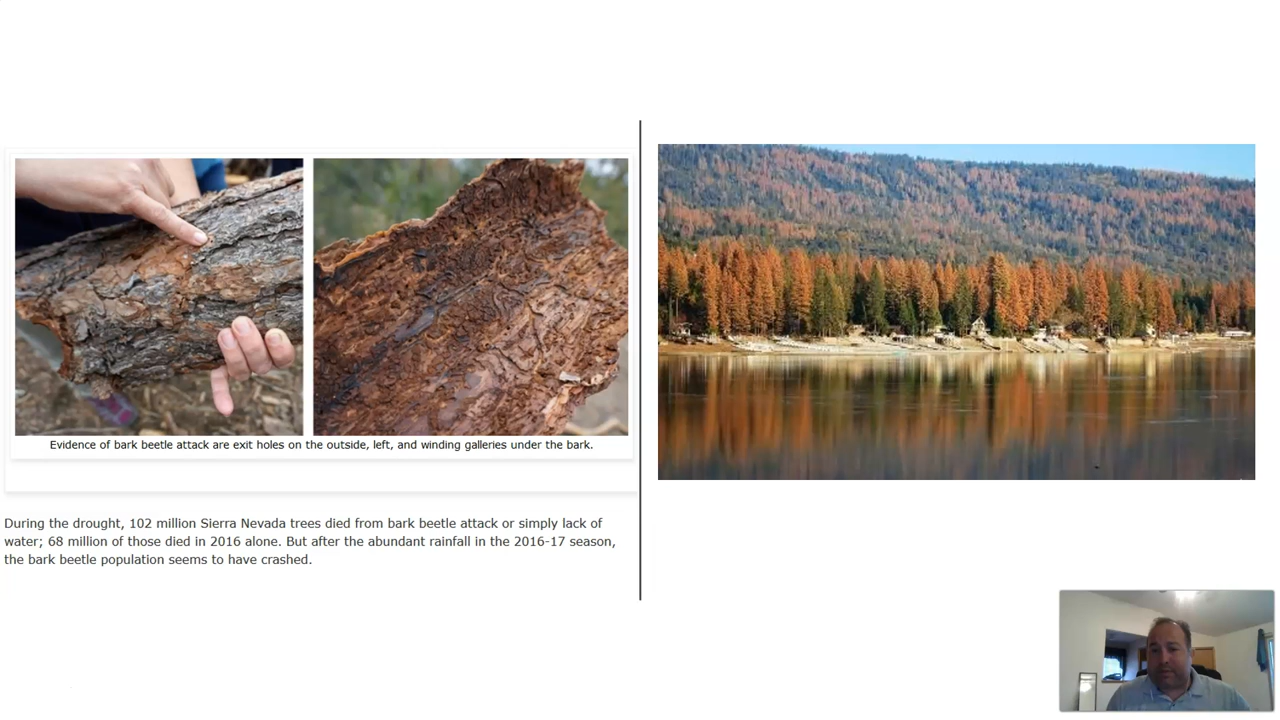 Evidence of bark beetle attack are exit holes on the outside, left, and winding galleries under the bark.
During the drought, 102 million Sierra Nevada trees died from bark beetle attack or simply lack of
water; 68 million of those died in 2016 alone. But after the abundant rainfall in the 2016-17 season,
the bark beetle population seems to have crashed.